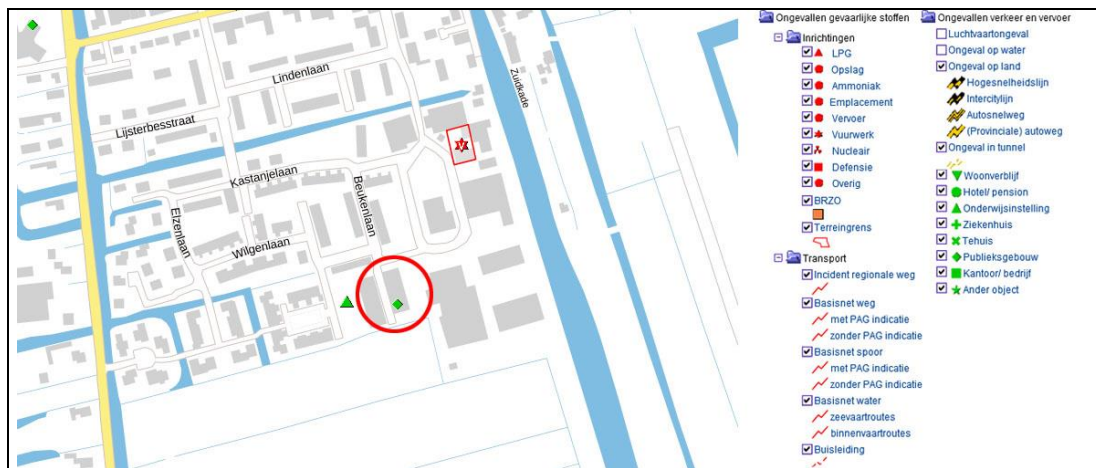 Lindenlaan
Zuidkade
Lijsterbesstraat
Kastanjelaan
Beukenlaan
Elzenlaan
Wilgenlaan
Ongevallen gevaarlijke stoffen
Inrichtingen
LPG
Opslag
Ammoniak
Emplacement
Vervoer
Vuurwerk
Nucleair
Defensie
Overig
BRZO
Terreingrens
Transport
Incident regionale weg
Basisnet weg
met PAG indicatie
zonder PAG indicatie
Basisnet spoor
met PAG indicatie
zonder PAG indicatie
Basisnet water
zeevaartroutes
binnenvaartroutes
Buisleiding
Ongevallen verkeer en vervoer
Luchtvaartongeval
Ongeval op water
Ongeval op land
Hogesnelheidslijn
Intercitylijn
Autosnelweg
(Provinciale) autoweg
Ongeval in tunnel
Woonverblijf
Hotel/ pension
Onderwijsinstelling
Ziekenhuis
Tehuis
Publieksgebouw
Kantoor/ bedrijf
Ander object